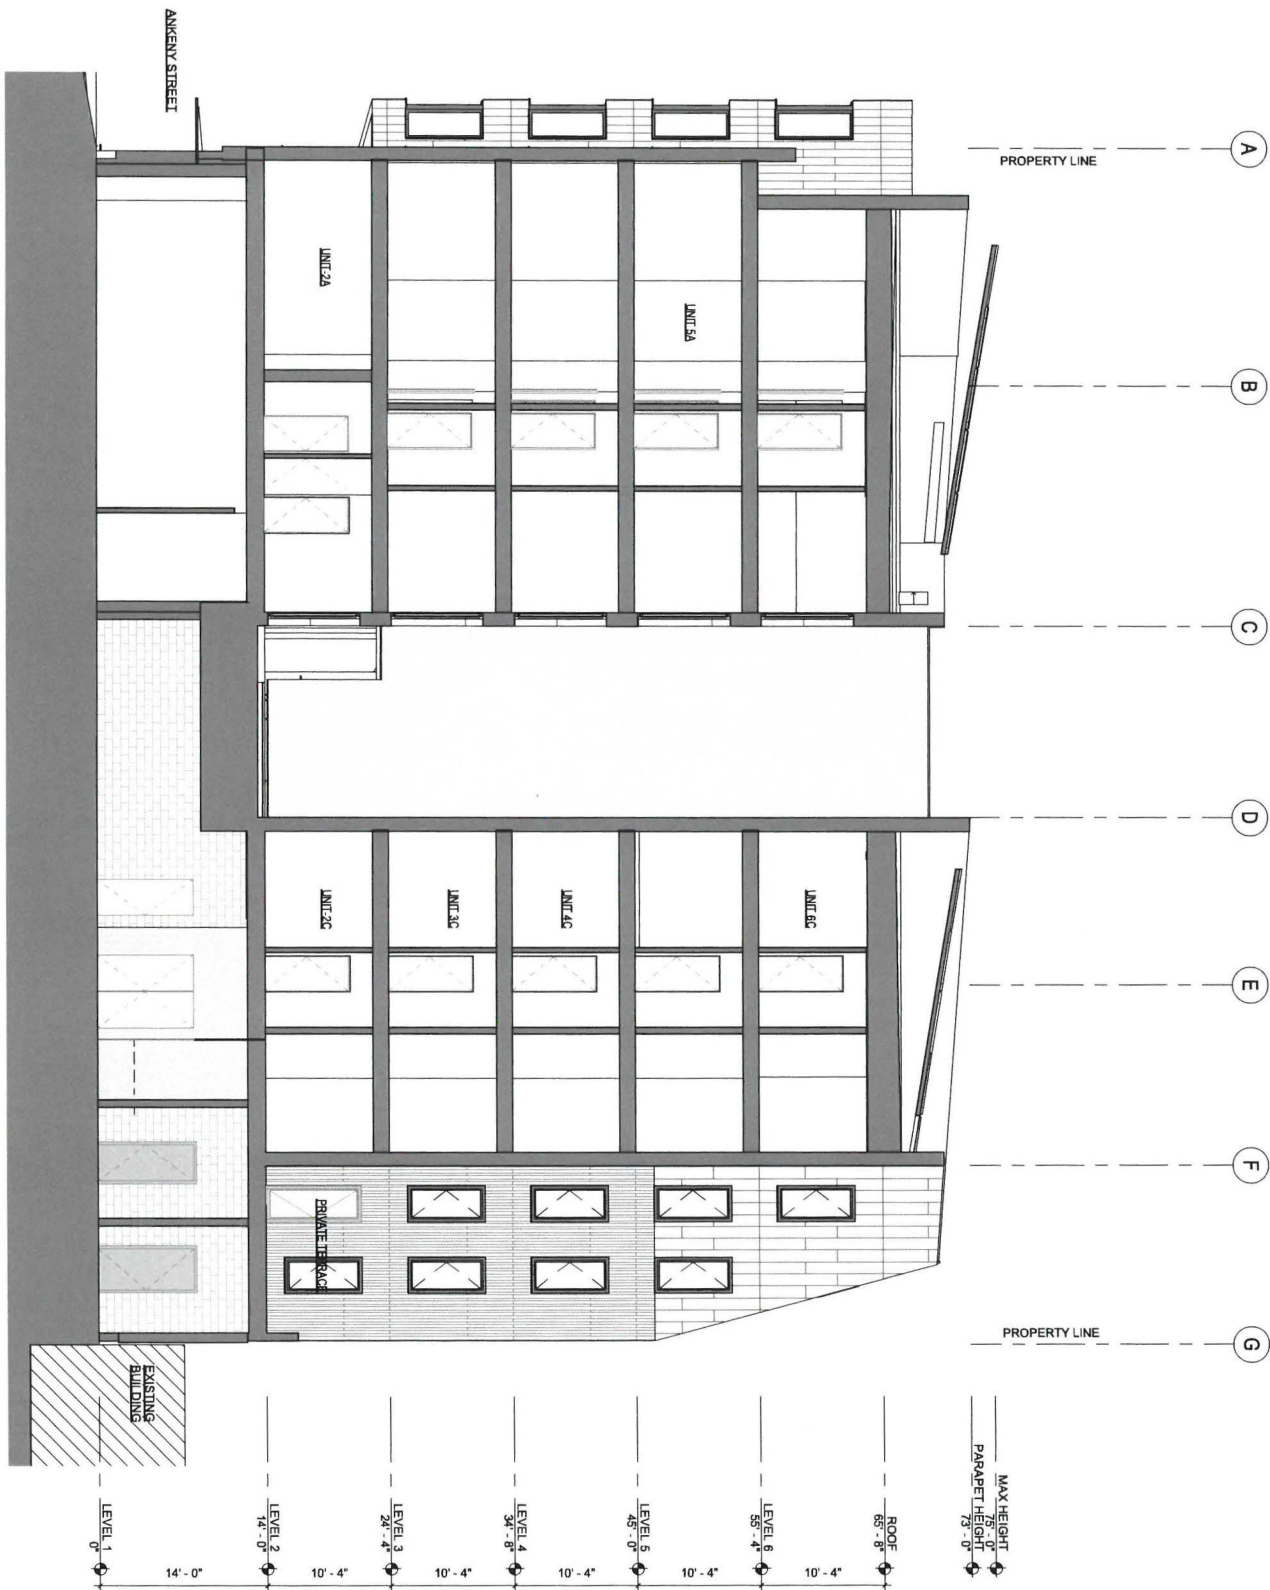 A
B
C
D
E
F
G
PROPERTY LINE
PROPERTY LINE
ANKENY STREET
UNIT-2A
UNIT 5A
UNIT-2C
UNIT 3C
UNIT 4C
UNIT 6C
PRIVATE TERRACE
EXISTING
BUILDING
MAX HEIGHT
75' - 0"
PARAPET HEIGHT
73' - 0"
ROOF
65' - 8"
10' - 4"
LEVEL 6
55' - 4"
10' - 4"
LEVEL 5
45' - 0"
10' - 4"
LEVEL 4
34' - 8"
10' - 4"
LEVEL 3
24' - 4"
10' - 4"
LEVEL 2
14' - 0"
14' - 0"
LEVEL 1
0"